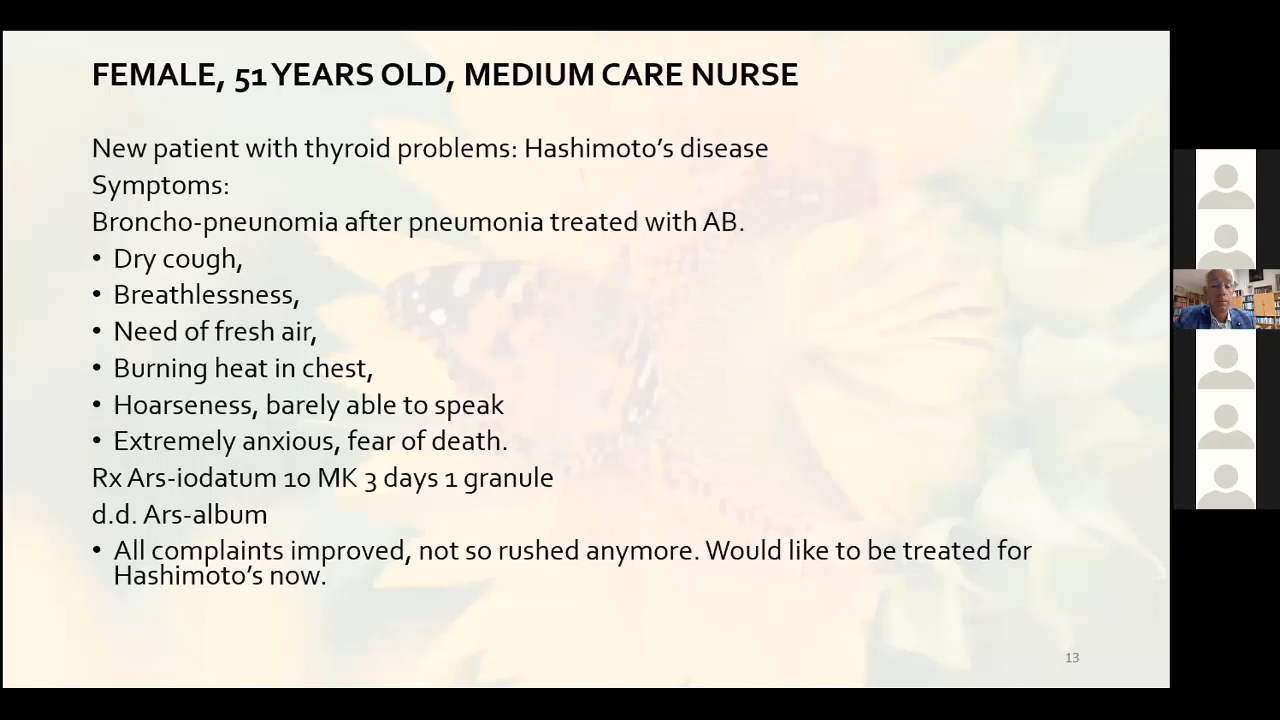 FEMALE, 51 YEARS OLD, MEDIUM CARE NURSE
New patient with thyroid problems: Hashimoto's disease
Symptoms:
Broncho-pneunomia after pneumonia treated with AB.
• Dry cough,
• Breathlessness,
• Need of fresh air,
• Burning heat in chest,
• Hoarseness, barely able to speak
• Extremely anxious, fear of death.
Rx Ars-iodatum 10 MK 3 days 1 granule
d.d. Ars-album
• All complaints improved, not so rushed anymore. Would like to be treated for
Hashimoto's now.
13